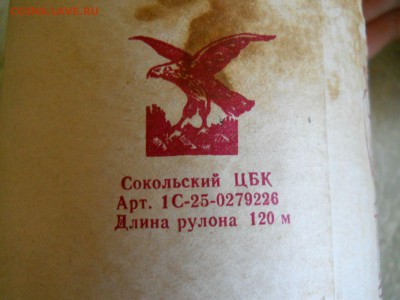 Сокольский ЦБК
Арт. 1С-25-0279226
Длина рулона 120 м